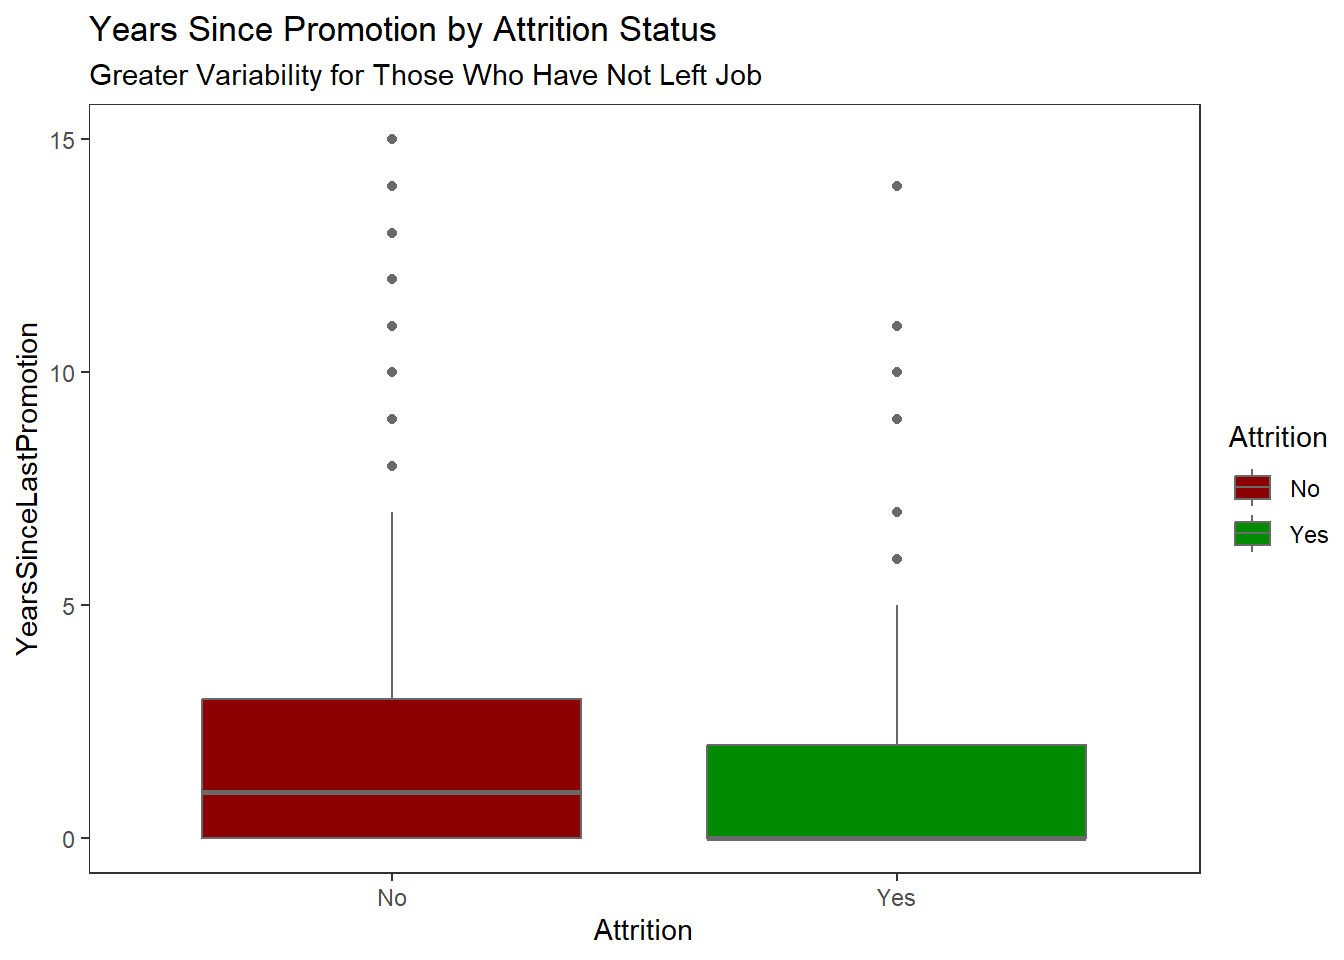 Years Since Promotion by Attrition Status
Greater Variability for Those Who Have Not Left Job
15
10
5
0
YearsSinceLastPromotion
No
Yes
Attrition
Attrition
No
Yes